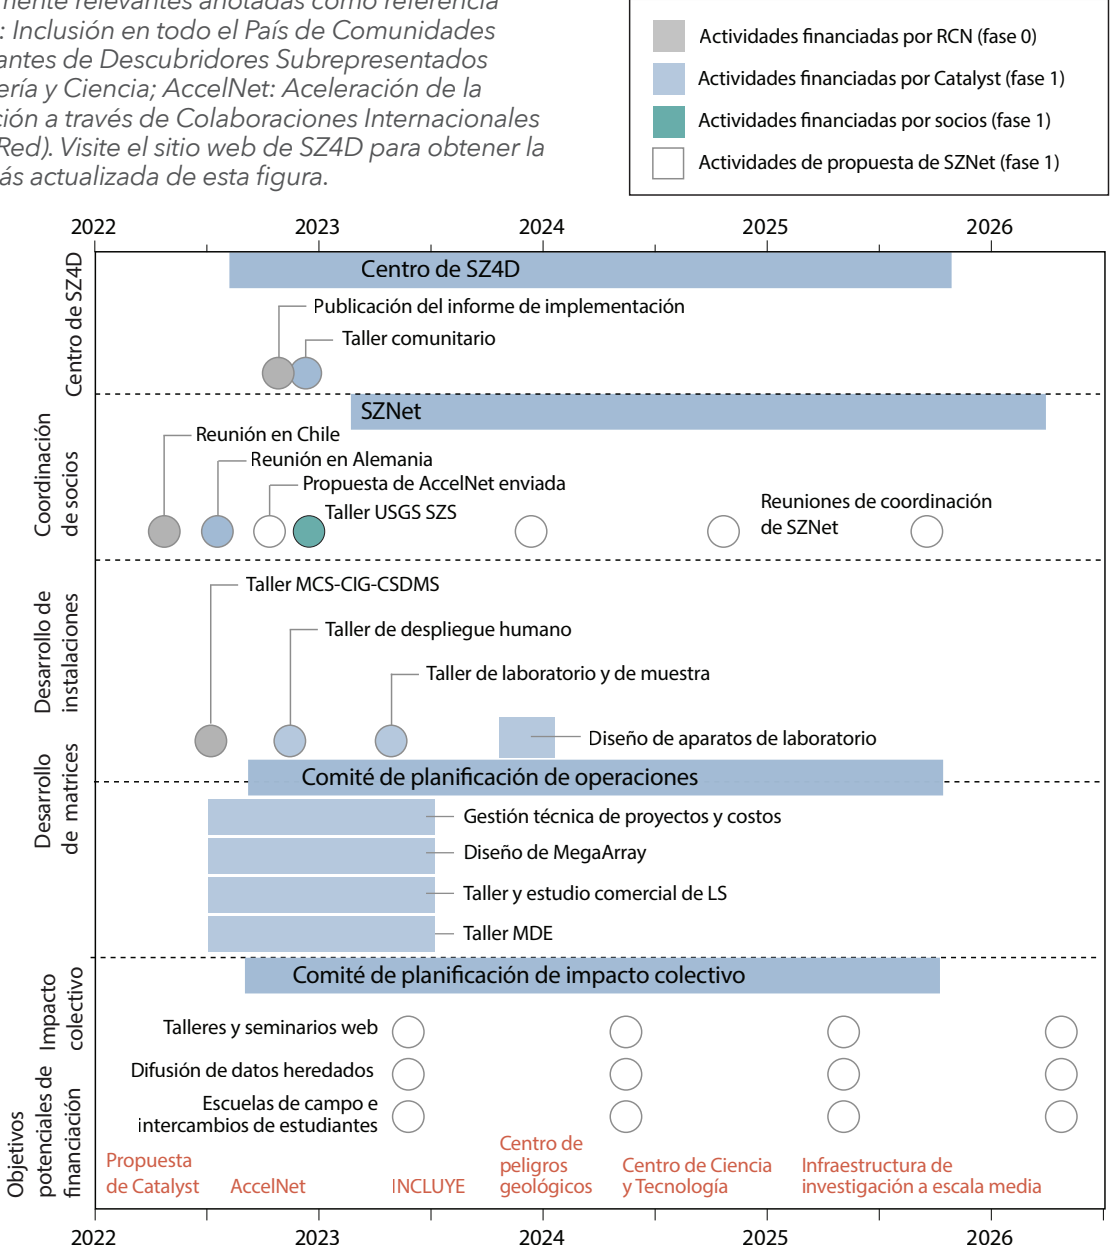 mente relevantes anotadas como referencia
: Inclusión en todo el País de Comunidades
antes de Descubridores Subrepresentados
ería y Ciencia; AccelNet: Aceleración de la
ción a través de Colaboraciones Internacionales
Red). Visite el sitio web de SZ4D para obtener la
ás actualizada de esta figura.
Actividades financiadas por RCN (fase 0)
Actividades financiadas por Catalyst (fase 1)
Actividades financiadas por socios (fase 1)
Actividades de propuesta de SZNet (fase 1)
2022 2023 2024 2025 2026
Centro de SZ4D
Centro de SZ4D
Publicación del informe de implementación
Taller comunitario
Coordinación
de socios
SZNet
Reunión en Chile
Reunión en Alemania
Propuesta de AccelNet enviada
Taller USGS SZS
Reuniones de coordinación
de SZNet
Desarrollo de
instalaciones
Taller MCS-CIG-CSDMS
Taller de despliegue humano
Taller de laboratorio y de muestra
Diseño de aparatos de laboratorio
Desarrollo
de matrices
Comité de planificación de operaciones
Gestión técnica de proyectos y costos
Diseño de MegaArray
Taller y estudio comercial de LS
Taller MDE
Impacto
colectivo
Comité de planificación de impacto colectivo
Talleres y seminarios web
Difusión de datos heredados
Escuelas de campo e
intercambios de estudiantes
Objetivos
potenciales de
financiación
Propuesta
de Catalyst
AccelNet
INCLUYE
Centro de
peligros
geológicos
Centro de Ciencia
y Tecnología
Infraestructura de
investigación a escala media
2022 2023 2024 2025 2026